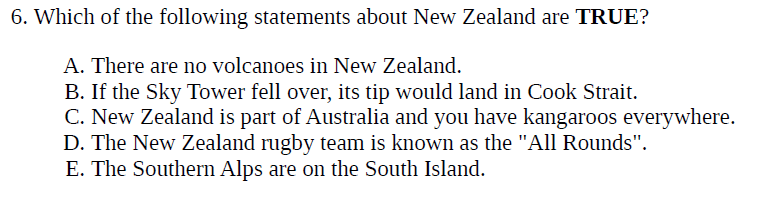 6. Which of the following statements about New Zealand are TRUE?
A. There are no volcanoes in New Zealand.
B. If the Sky Tower fell over, its tip would land in Cook Strait.
C. New Zealand is part of Australia and you have kangaroos everywhere.
D. The New Zealand rugby team is known as the "All Rounds".
E. The Southern Alps are on the South Island.